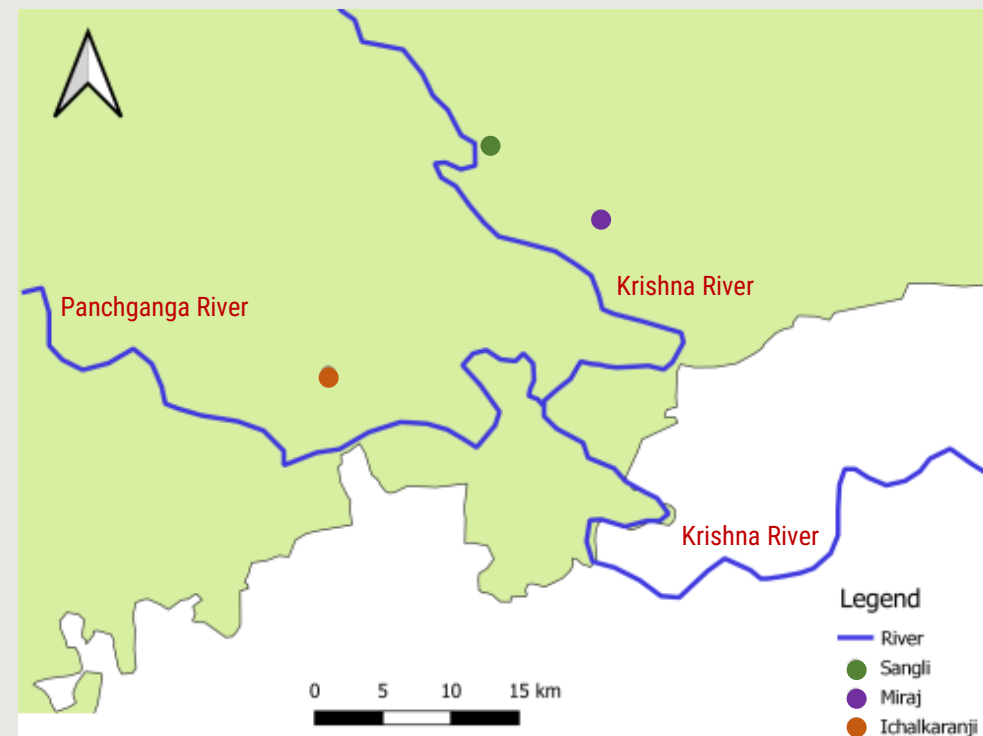 Krishna River
Panchganga River
Krishna River
Legend
River
Sangli
Miraj
Ichalkaranji
0 5 10 15 km